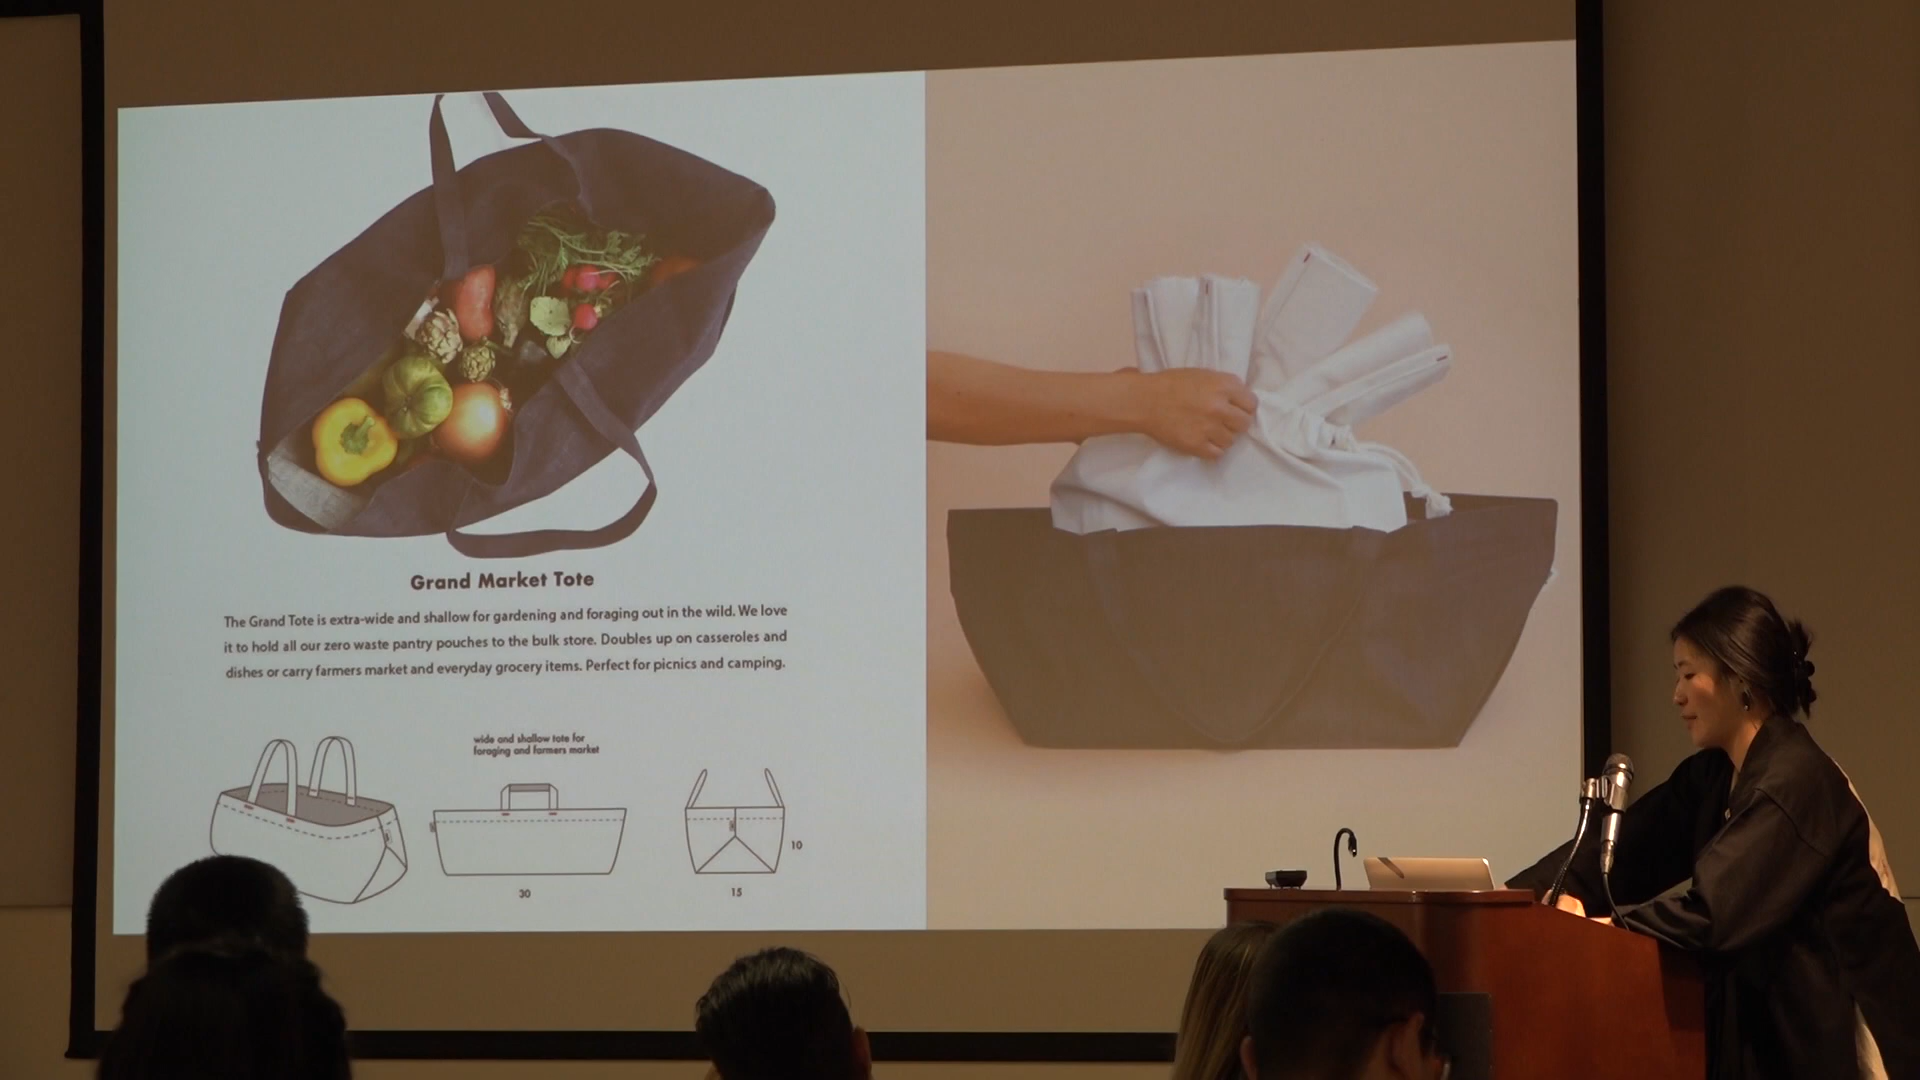 Grand Market Tote
The Grand Tote is extra-wide and shallow for gardening and foraging out in the wild. We love
it to hold all our zero waste pantry pouches to the bulk store. Doubles up on casseroles and
dishes or carry farmers market and everyday grocery items. Perfect for picnics and camping.
wide and shallow tote for
foraging and farmers market
10
30
15